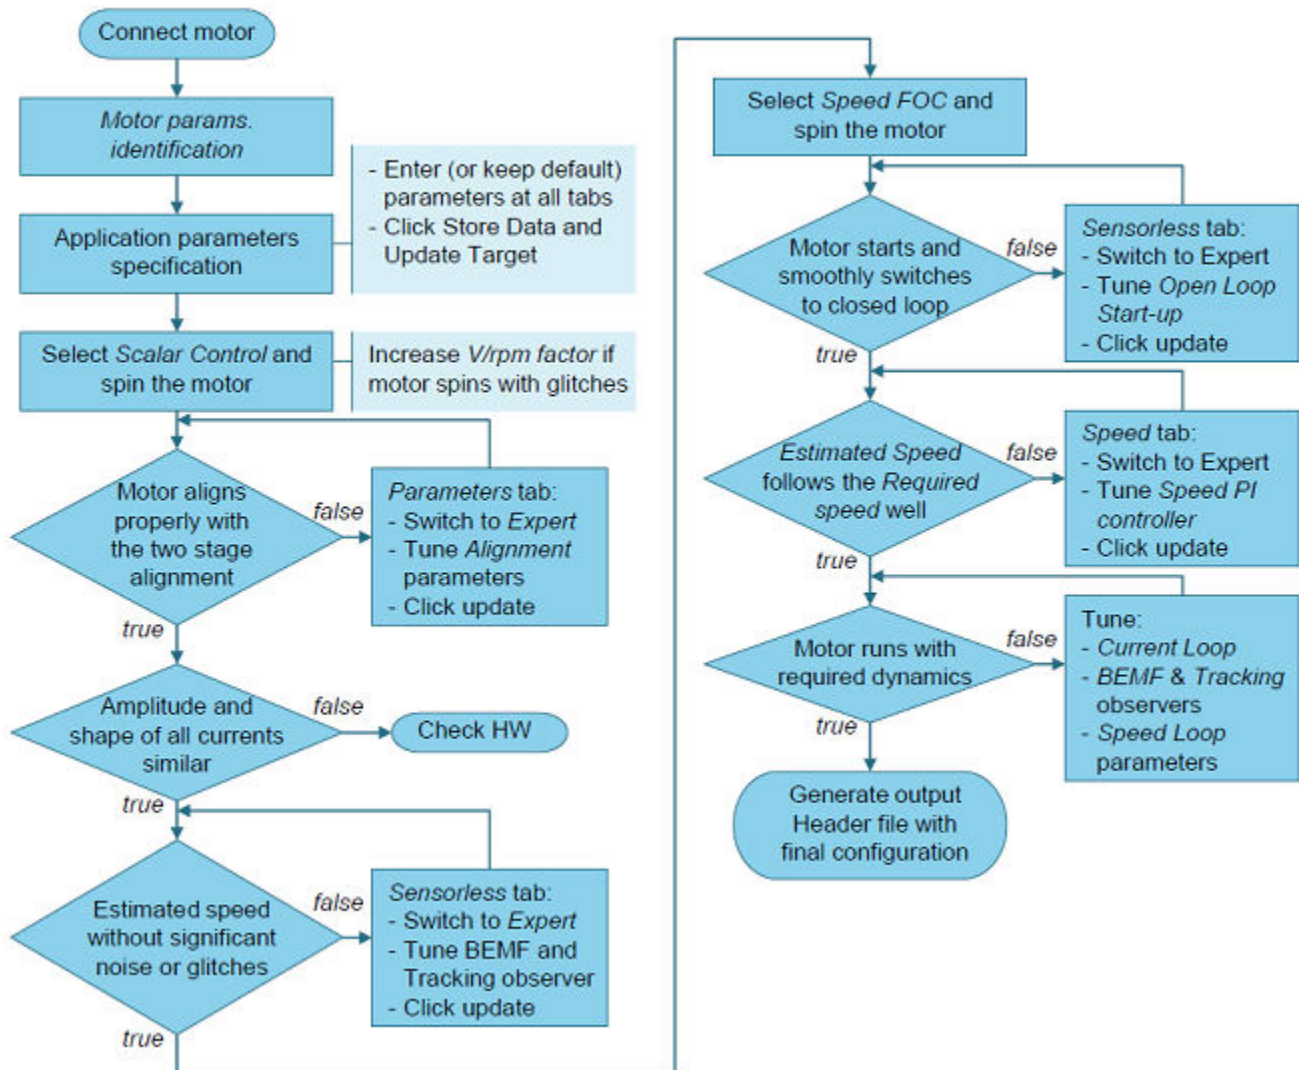 Connect motor
Motor params.
identification
Application parameters
specification
- Enter (or keep default)
parameters at all tabs
- Click Store Data and
Update Target
Select Scalar Control and
spin the motor
Increase V/rpm factor if
motor spins with glitches
Motor aligns
properly with
the two stage
alignment
false
true
Parameters tab:
- Switch to Expert
- Tune Alignment
parameters
- Click update
Amplitude and
shape of all currents
similar
false
true
Check HW
Estimated speed
without significant
noise or glitches
false
true
Sensorless tab:
- Switch to Expert
- Tune BEMF and
Tracking observer
- Click update
Select Speed FOC and
spin the motor
Motor starts and
smoothly switches
to closed loop
false
true
Sensorless tab:
- Switch to Expert
- Tune Open Loop
Start-up
- Click update
Estimated Speed
follows the Required
speed well
false
true
Speed tab:
- Switch to Expert
- Tune Speed PI
controller
- Click update
Motor runs with
required dynamics
false
true
Tune:
- Current Loop
- BEMF & Tracking
observers
- Speed Loop
parameters
Generate output
Header file with
final configuration